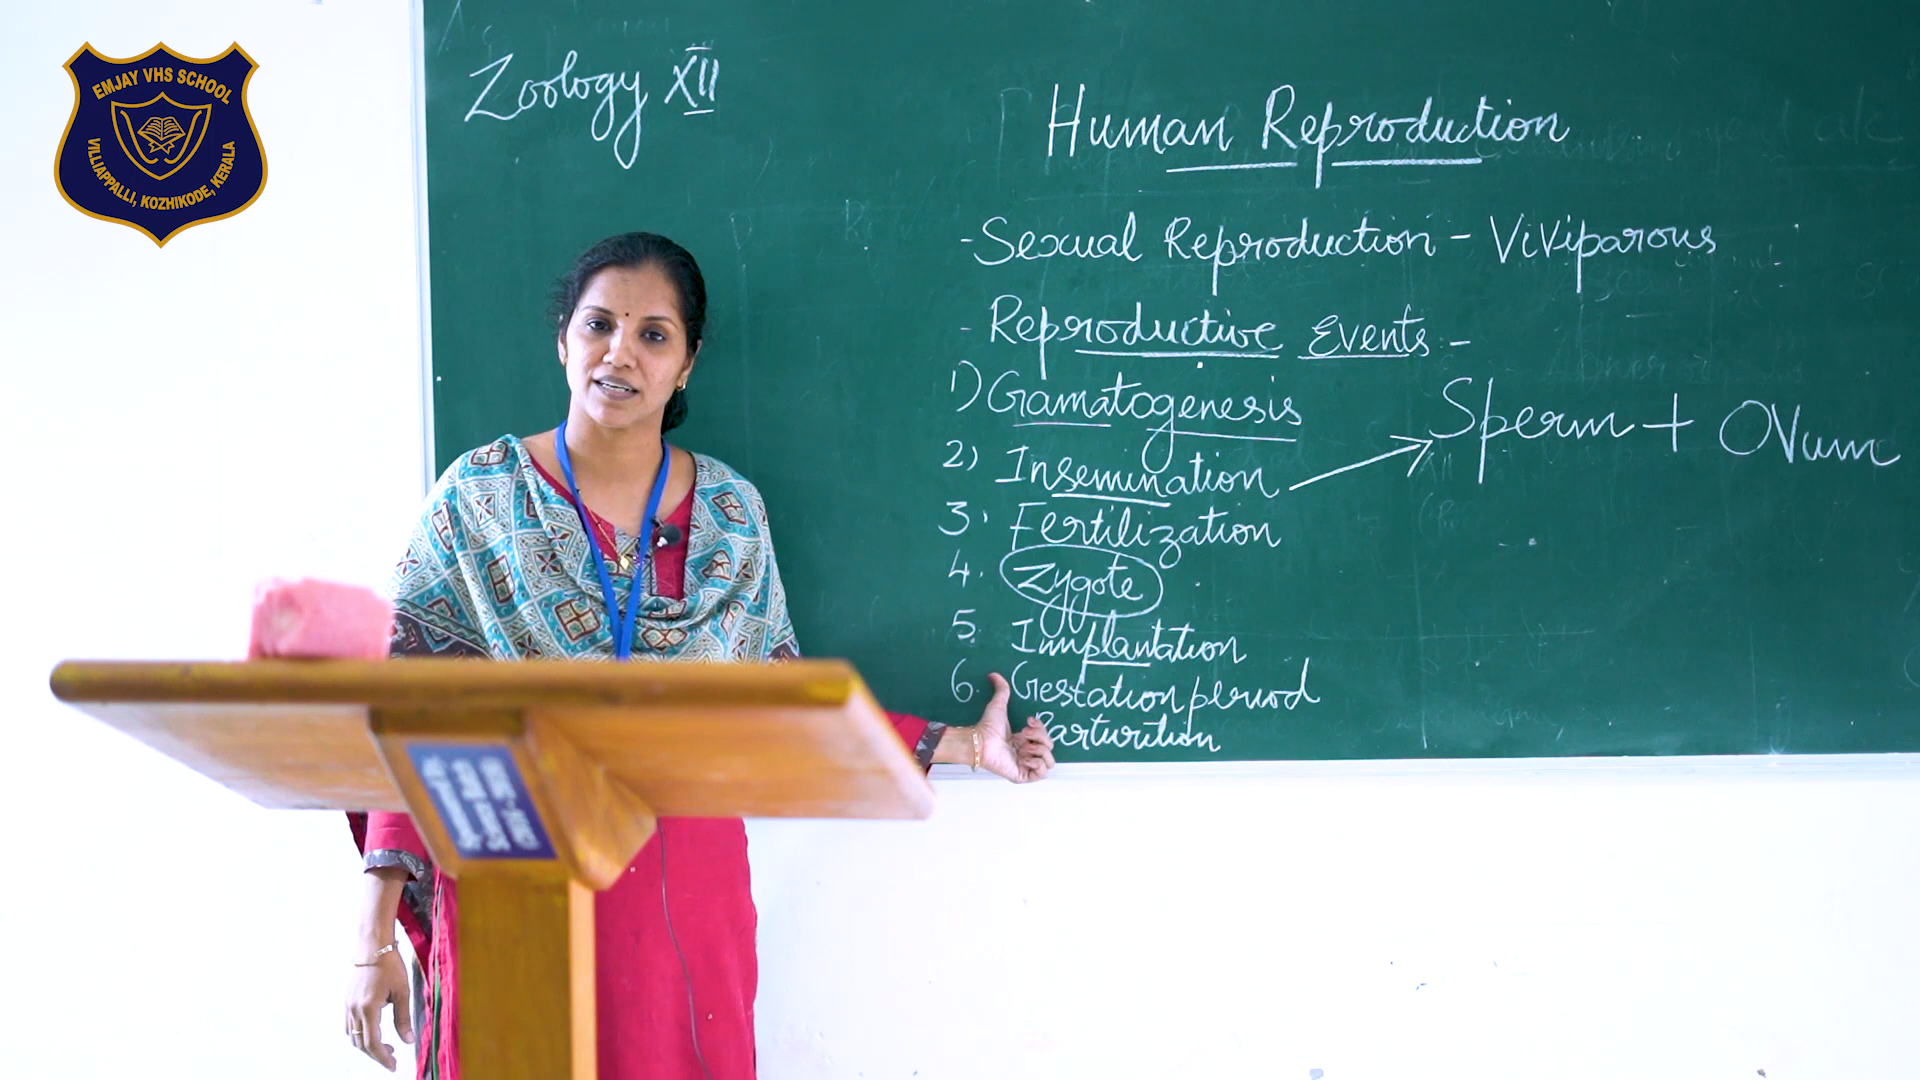 EMJAY VHS SCHOOL
VILLIAPPALLI, KOZHIKODE, KERALA
Zoology XII
Human Reproduction
- Sexual Reproduction - ViViparous
- Reproductive Events -
1) Gamatogenesis
2) Insemination → Sperm + OVum
3. Fertilization
4. Zygote
5. Implantation
6. Gestation period
Parturition